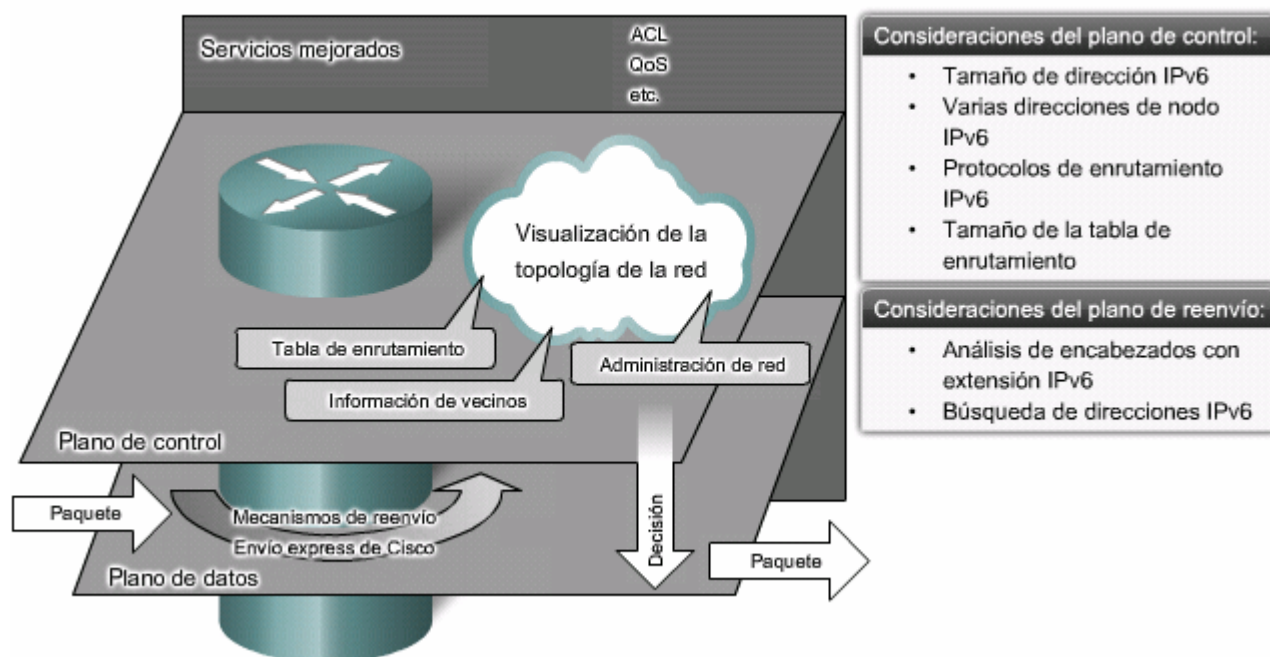 Servicios mejorados
ACL
QoS
etc.
Visualización de la
topología de la red
Tabla de enrutamiento
Información de vecinos
Administración de red
Plano de control
Paquete
Mecanismos de reenvío
Envío express de Cisco
Plano de datos
Decisión
Paquete
Consideraciones del plano de control:
• Tamaño de dirección IPv6
• Varias direcciones de nodo
IPv6
• Protocolos de enrutamiento
IPv6
• Tamaño de la tabla de
enrutamiento
Consideraciones del plano de reenvío:
• Análisis de encabezados con
extensión IPv6
• Búsqueda de direcciones IPv6